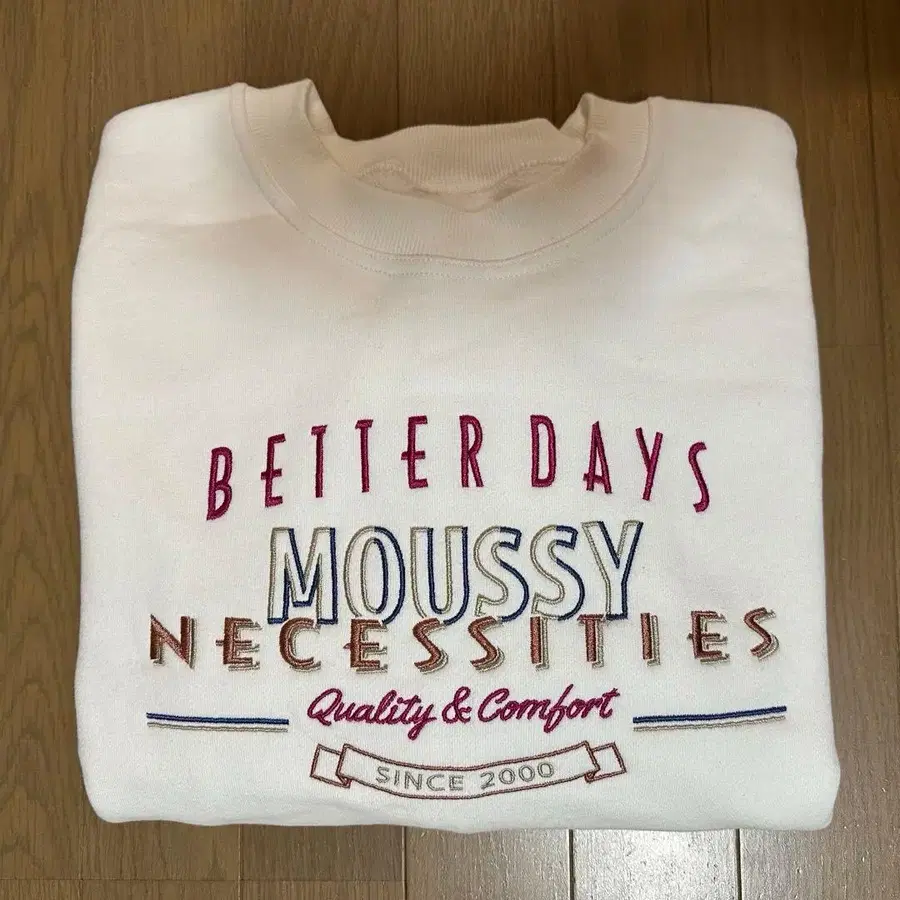 BETTER DAYS
MOUSSY
NECESSITIES
Quality & Comfort
SINCE 2000